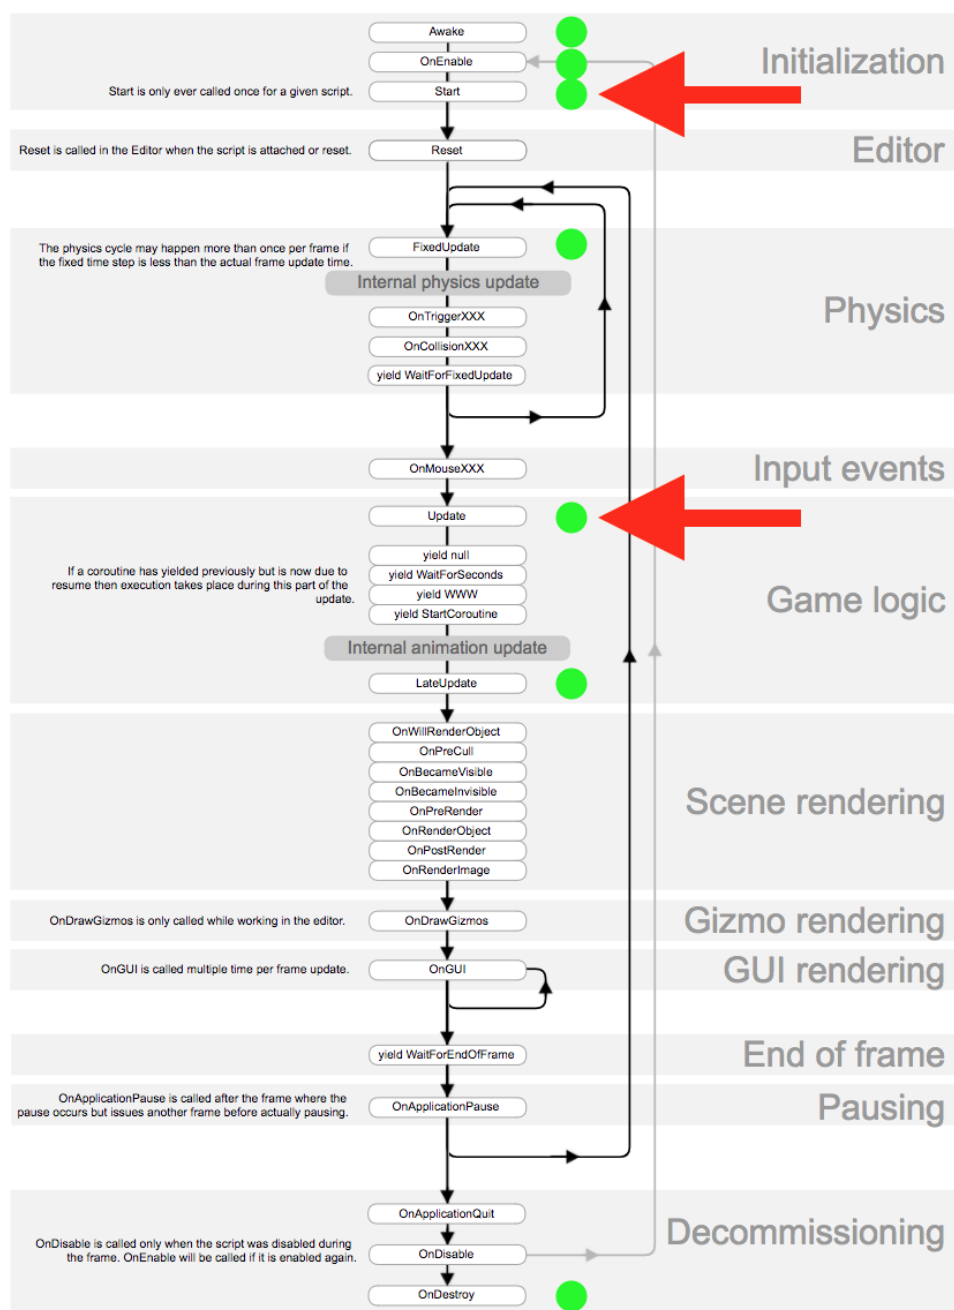 Awake
OnEnable
Initialization
Start is only ever called once for a given script.
Start
Reset is called in the Editor when the script is attached or reset.
Reset
Editor
The physics cycle may happen more than once per frame if
the fixed time step is less than the actual frame update time.
FixedUpdate
Internal physics update
OnTriggerXXX
Physics
OnCollisionXXX
yield WaitForFixedUpdate
OnMouseXXX
Input events
Update
yield null
If a coroutine has yielded previously but is now due to
resume then execution takes place during this part of the
update.
yield WaitForSeconds
yield WWW
yield StartCoroutine
Game logic
Internal animation update
LateUpdate
OnWillRenderObject
OnPreCull
OnBecameVisible
OnBecameInvisible
OnPreRender
OnRenderObject
OnPostRender
OnRenderImage
Scene rendering
OnDrawGizmos is only called while working in the editor.
OnDrawGizmos
Gizmo rendering
OnGUI is called multiple time per frame update.
OnGUI
GUI rendering
yield WaitForEndOfFrame
End of frame
OnApplicationPause is called after the frame where the
pause occurs but issues another frame before actually pausing.
OnApplicationPause
Pausing
OnApplicationQuit
Decommissioning
OnDisable is called only when the script was disabled during
the frame. OnEnable will be called if it is enabled again.
OnDisable
OnDestroy